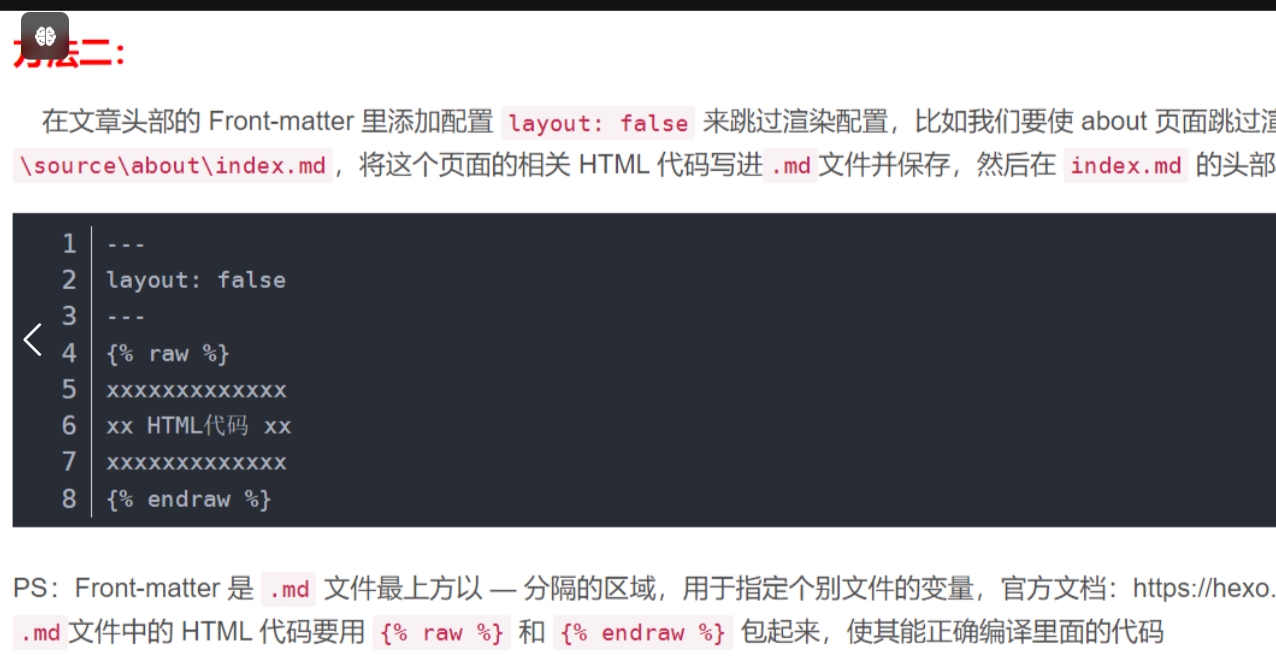 方法二：
在文章头部的 Front-matter 里添加配置 layout: false 来跳过渲染配置，比如我们要使 about 页面跳过渲
\source\about\index.md，将这个页面的相关 HTML 代码写进 .md 文件并保存，然后在 index.md 的头部
1 ---
2 layout: false
3 ---
4 {% raw %}
5 xxxxxxxxxxxxx
6 xx HTML代码 xx
7 xxxxxxxxxxxxx
8 {% endraw %}
PS：Front-matter 是 .md 文件最上方以 — 分隔的区域，用于指定个别文件的变量，官方文档：https://hexo.
.md 文件中的 HTML 代码要用 {% raw %} 和 {% endraw %} 包起来，使其能正确编译里面的代码